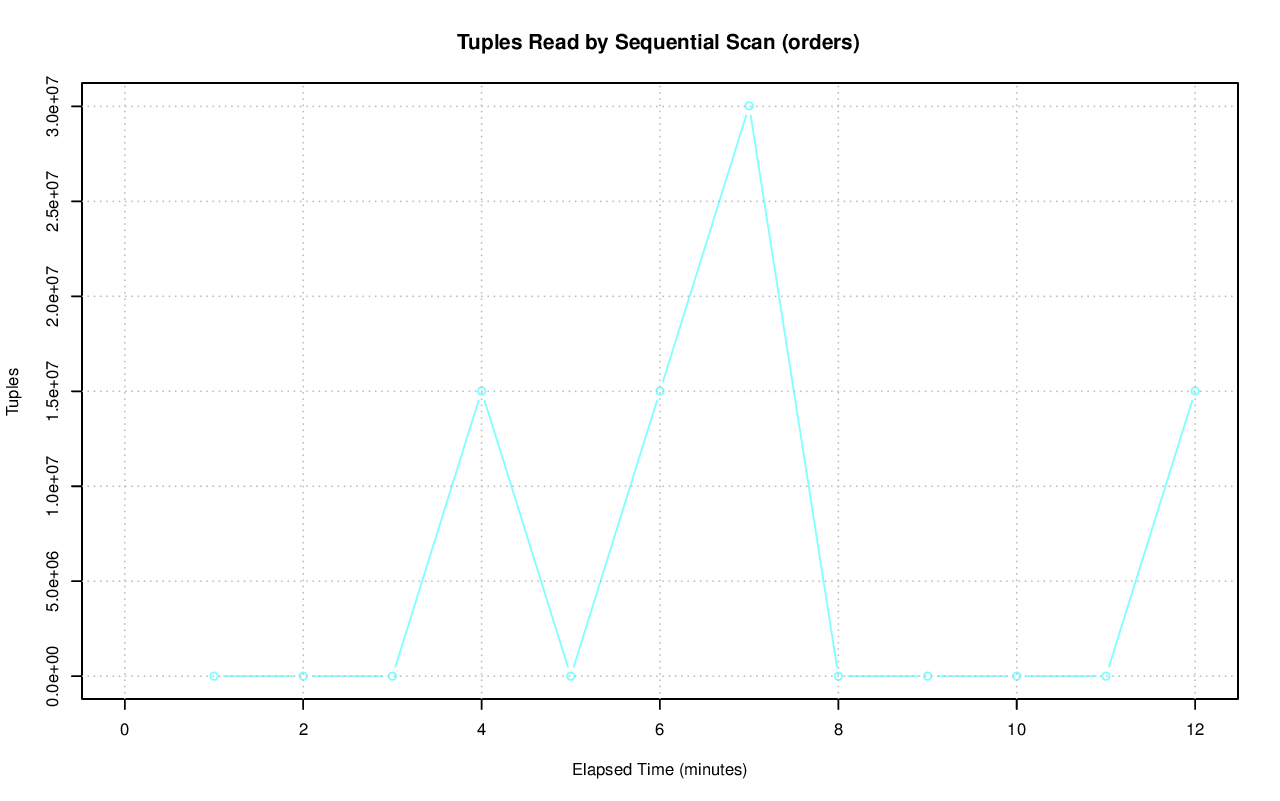 Tuples Read by Sequential Scan (orders)
Tuples
3.0e+07
2.5e+07
2.0e+07
1.5e+07
1.0e+07
5.0e+06
0.0e+00
0 2 4 6 8 10 12
Elapsed Time (minutes)